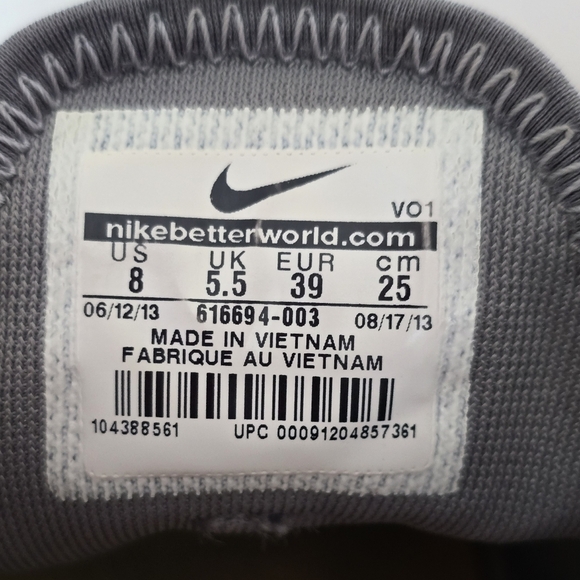 VO1
nikebetterworld.com
US UK EUR cm
8 5.5 39 25
06/12/13 616694-003 08/17/13
MADE IN VIETNAM
FABRIQUE AU VIETNAM
104388561 UPC 00091204857361